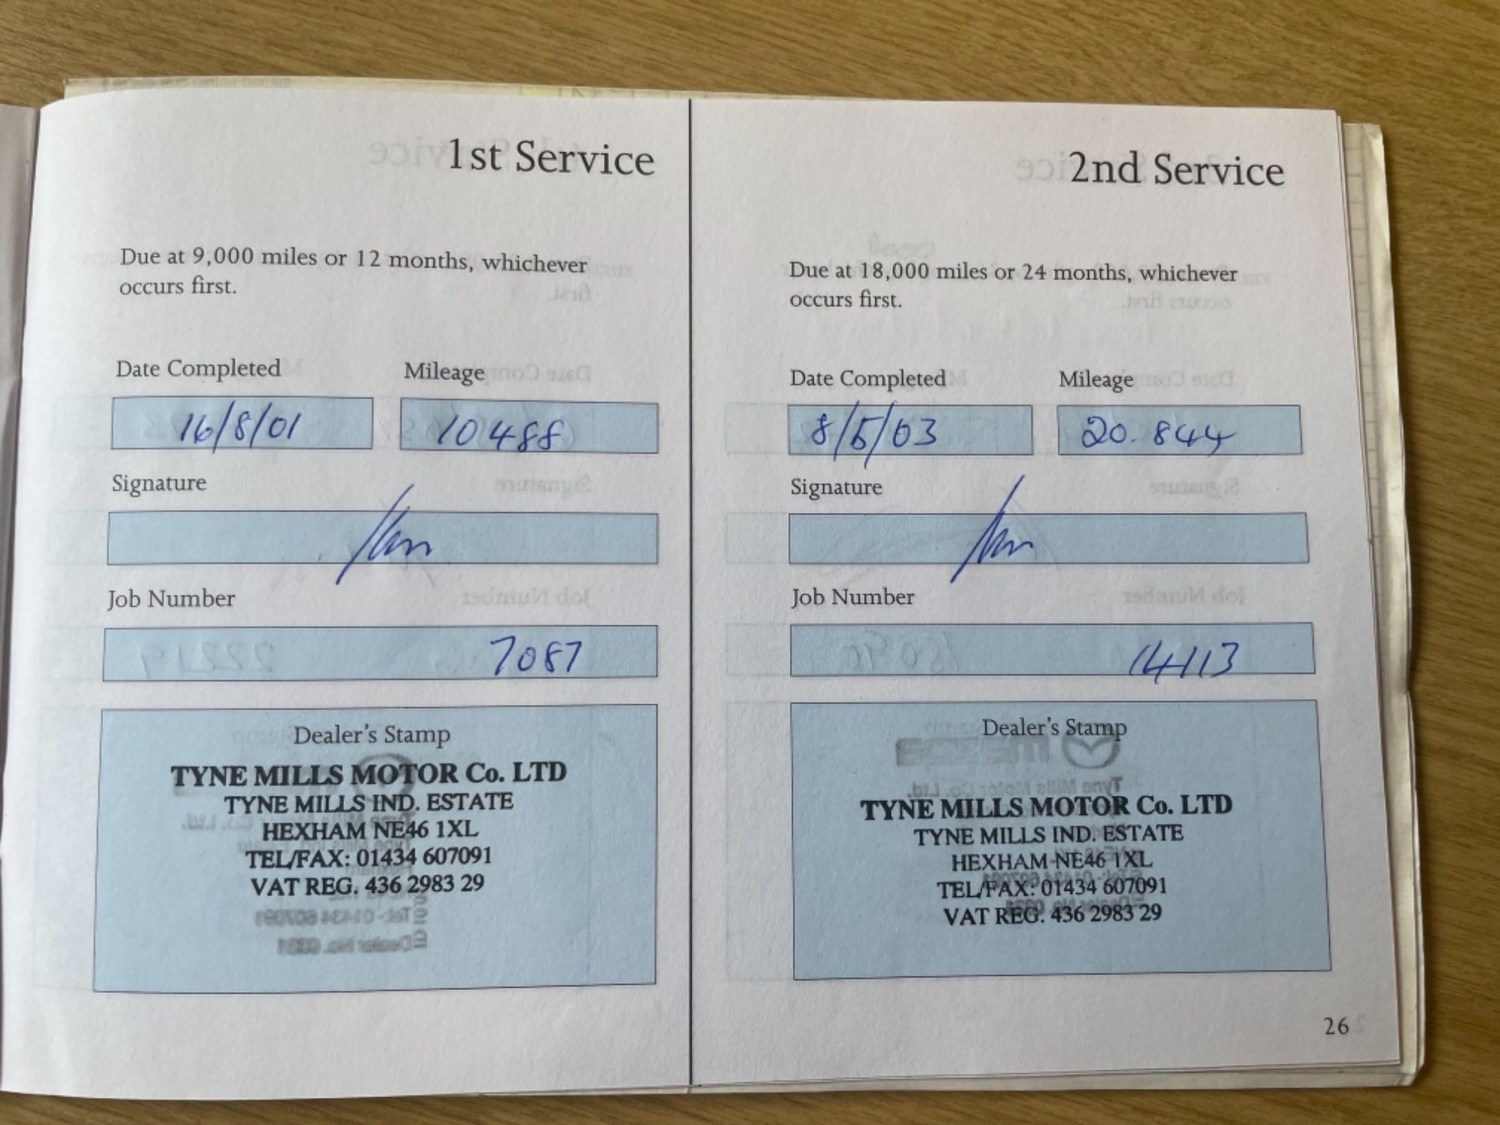 1st Service
Due at 9,000 miles or 12 months, whichever
occurs first.
Date Completed
Mileage
16/8/01
10488
Signature
Job Number
7087
Dealer's Stamp
TYNE MILLS MOTOR Co. LTD
TYNE MILLS IND. ESTATE
HEXHAM NE46 1XL
TEL/FAX: 01434 607091
VAT REG. 436 2983 29
2nd Service
Due at 18,000 miles or 24 months, whichever
occurs first.
Date Completed
Mileage
8/5/03
20.844
Signature
Job Number
14113
Dealer's Stamp
TYNE MILLS MOTOR Co. LTD
TYNE MILLS IND. ESTATE
HEXHAM NE46 1XL
TEL/FAX: 01434 607091
VAT REG. 436 2983 29
26